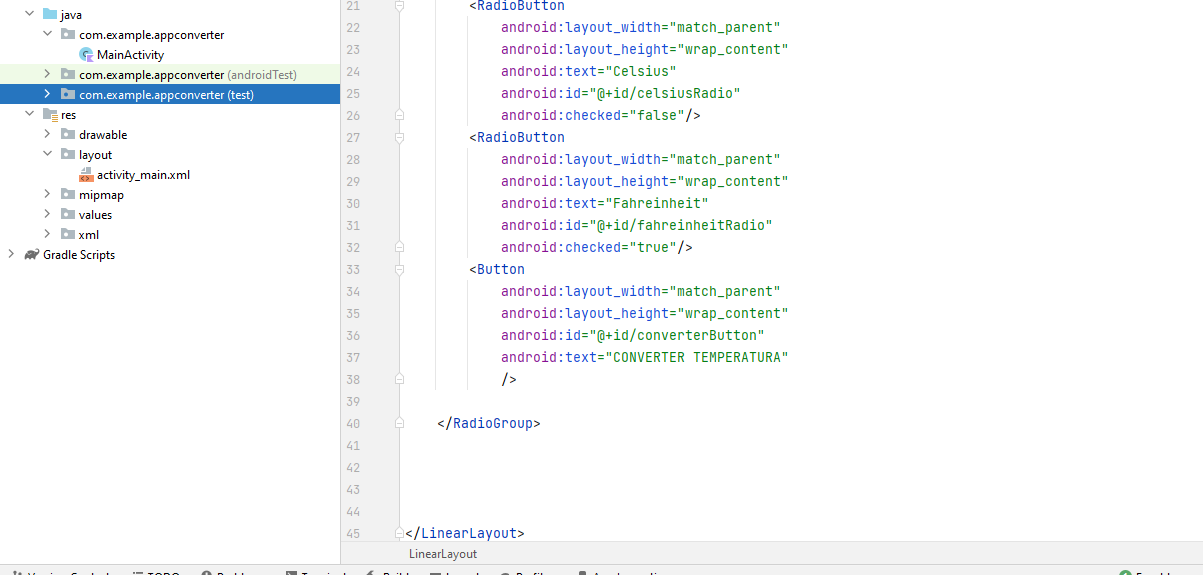 java
com.example.appconverter
MainActivity
com.example.appconverter (androidTest)
com.example.appconverter (test)
res
drawable
layout
activity_main.xml
mipmap
values
xml
Gradle Scripts
21 <RadioButton
22 android:layout_width="match_parent"
23 android:layout_height="wrap_content"
24 android:text="Celsius"
25 android:id="@+id/celsiusRadio"
26 android:checked="false"/>
27 <RadioButton
28 android:layout_width="match_parent"
29 android:layout_height="wrap_content"
30 android:text="Fahreinheit"
31 android:id="@+id/fahreinheitRadio"
32 android:checked="true"/>
33 <Button
34 android:layout_width="match_parent"
35 android:layout_height="wrap_content"
36 android:id="@+id/converterButton"
37 android:text="CONVERTER TEMPERATURA"
38 />
39
40 </RadioGroup>
41
42
43
44
45 </LinearLayout>
LinearLayout